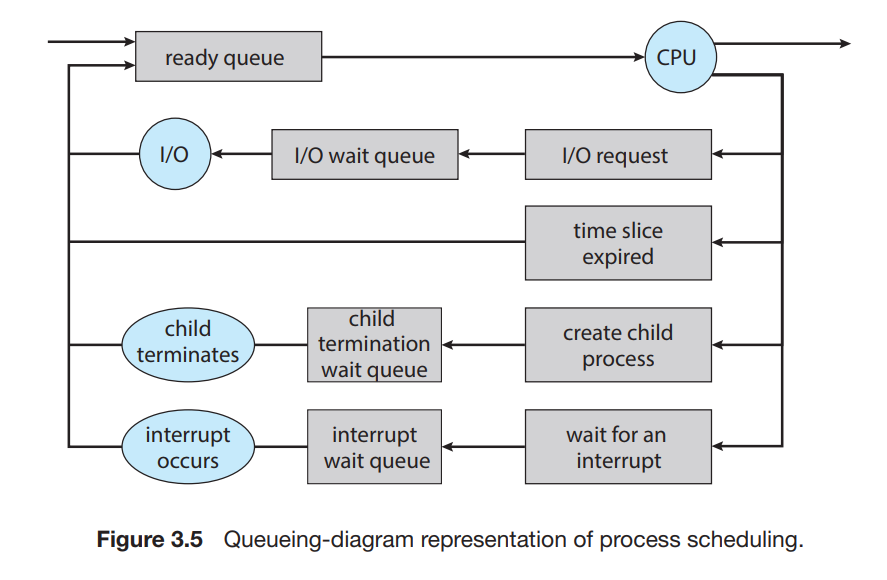 ready queue
CPU
I/O
I/O wait queue
I/O request
time slice
expired
child
terminates
child
termination
wait queue
create child
process
interrupt
occurs
interrupt
wait queue
wait for an
interrupt
Figure 3.5 Queueing-diagram representation of process scheduling.